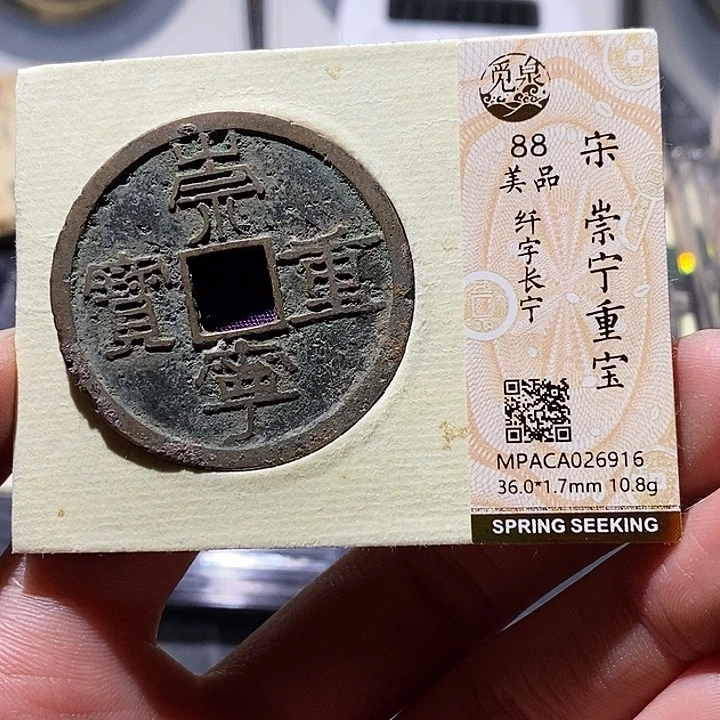 崇
重
寧
寶
觅泉
宋 崇宁重宝
88
美品
纤字长宁
MPACA026916
36.0*1.7mm 10.8g
SPRING SEEKING